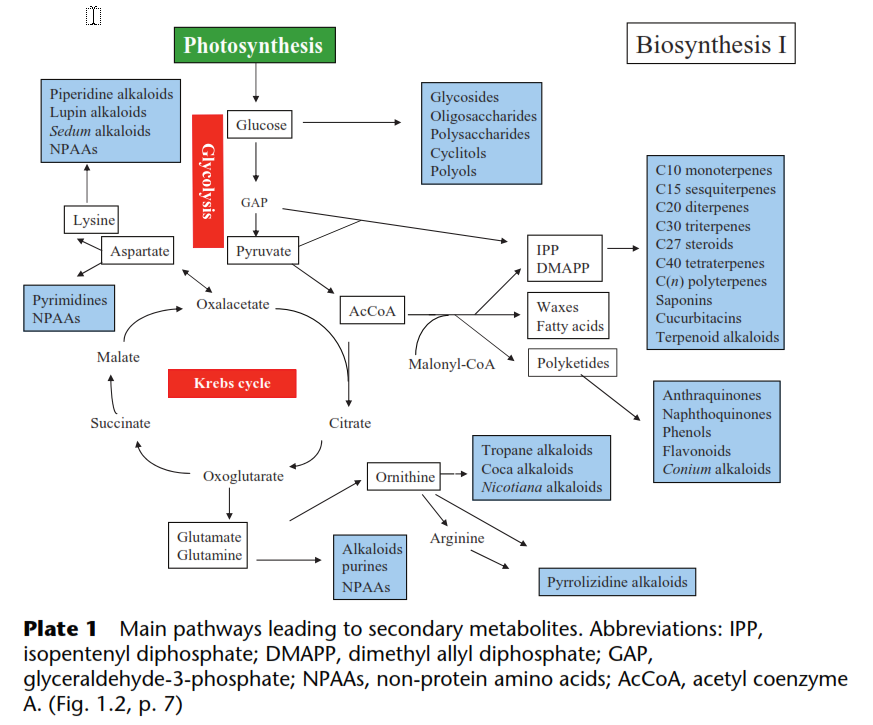 Photosynthesis
Biosynthesis I
Piperidine alkaloids
Lupin alkaloids
Sedum alkaloids
NPAAs
Glucose
Glycosides
Oligosaccharides
Polysaccharides
Cyclitols
Polyols
Glycolysis
GAP
Lysine
Aspartate
Pyruvate
IPP
DMAPP
C10 monoterpenes
C15 sesquiterpenes
C20 diterpenes
C30 triterpenes
C27 steroids
C40 tetraterpenes
C(n) polyterpenes
Saponins
Cucurbitacins
Terpenoid alkaloids
Pyrimidines
NPAAs
Oxalacetate
AcCoA
Waxes
Fatty acids
Malate
Malonyl-CoA
Polyketides
Krebs cycle
Anthraquinones
Naphthoquinones
Phenols
Flavonoids
Conium alkaloids
Succinate
Citrate
Oxoglutarate
Ornithine
Tropane alkaloids
Coca alkaloids
Nicotiana alkaloids
Glutamate
Glutamine
Alkaloids
purines
NPAAs
Arginine
Pyrrolizidine alkaloids
Plate 1 Main pathways leading to secondary metabolites. Abbreviations: IPP,
isopentenyl diphosphate; DMAPP, dimethyl allyl diphosphate; GAP,
glyceraldehyde-3-phosphate; NPAAs, non-protein amino acids; AcCoA, acetyl coenzyme
A. (Fig. 1.2, p. 7)